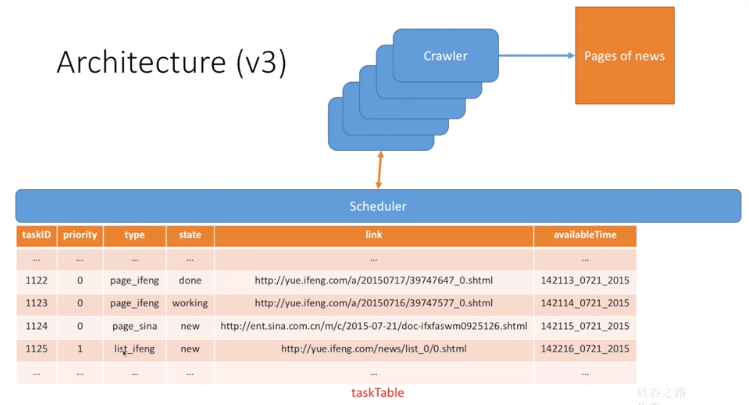 Architecture (v3)
Crawler
Pages of news
Scheduler
taskID priority type state link availableTime
... ... ... ... ... ...
1122 0 page_ifeng done http://yue.ifeng.com/a/20150717/39747647_0.shtml 142113_0721_2015
1123 0 page_ifeng working http://yue.ifeng.com/a/20150716/39747577_0.shtml 142114_0721_2015
1124 0 page_sina new http://ent.sina.com.cn/m/c/2015-07-21/doc-ifxfaswm0925126.shtml 142115_0721_2015
1125 1 list_ifeng new http://yue.ifeng.com/news/list_0/0.shtml 142216_0721_2015
... ... ... ... ... ...
taskTable
硅谷之路